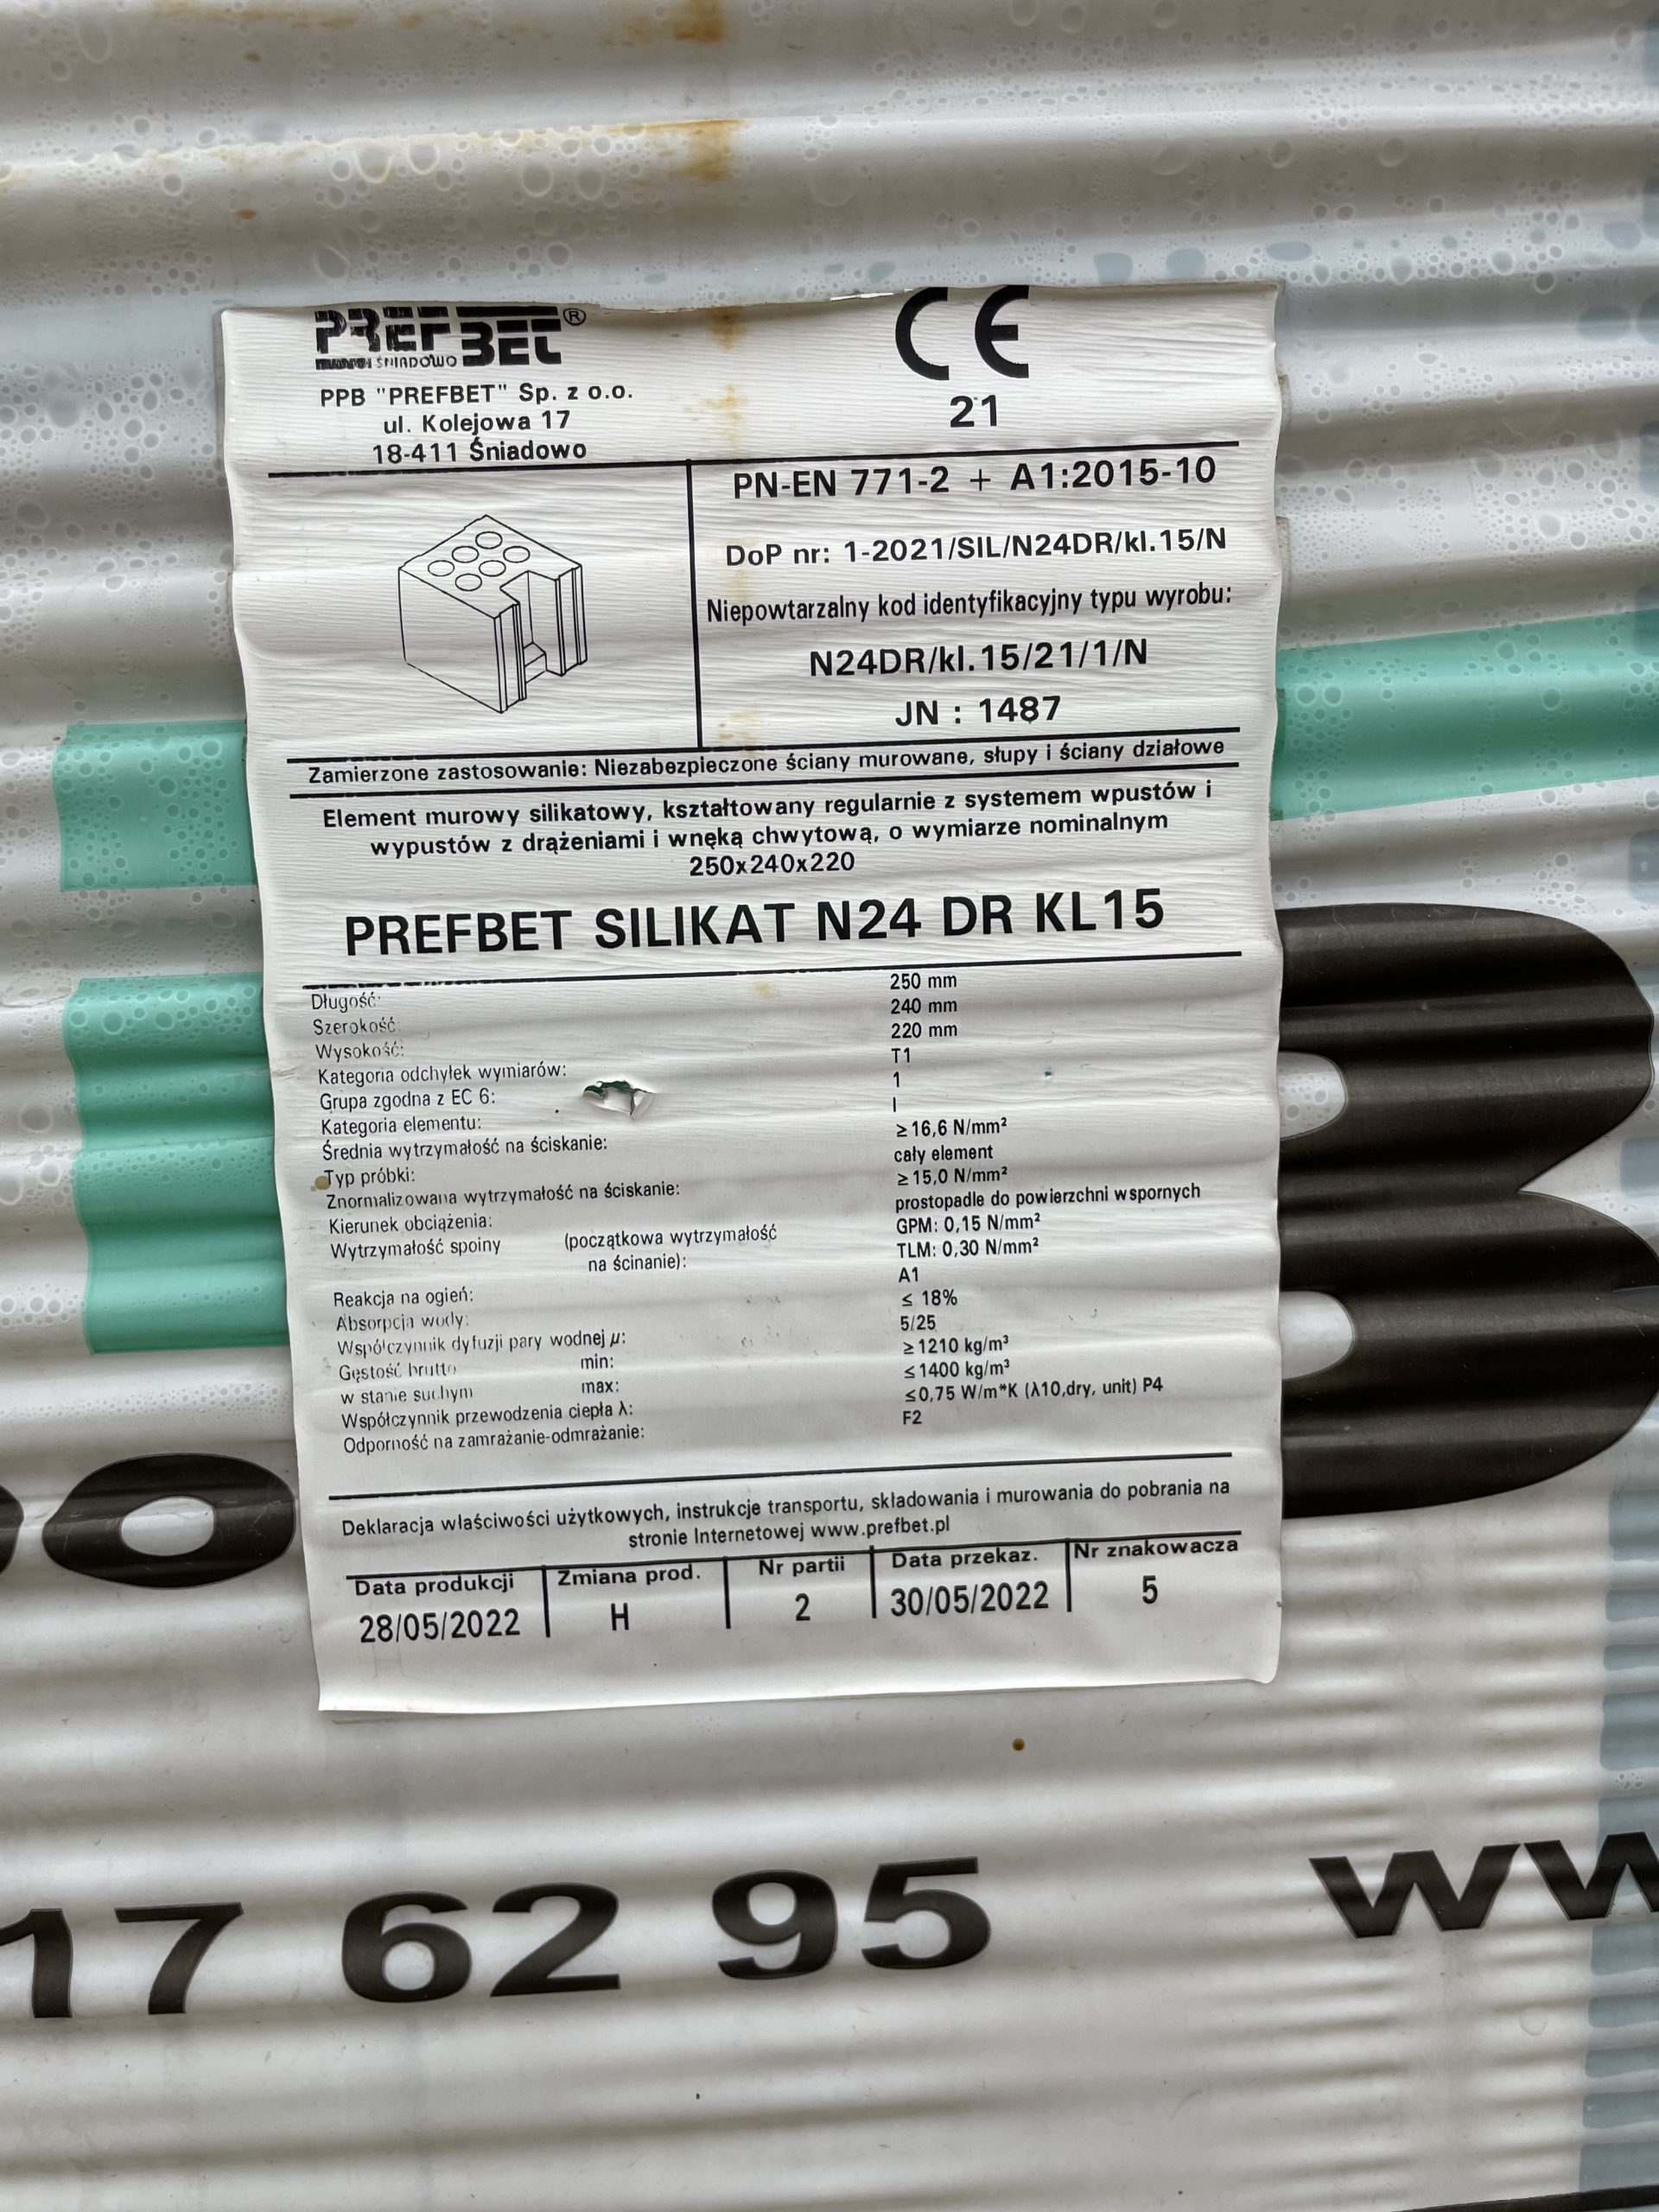 PREFBET®
ŚNIADOWO
PPB "PREFBET" Sp. z o.o.
ul. Kolejowa 17
18-411 Śniadowo
CE
21
PN-EN 771-2 + A1:2015-10
DoP nr: 1-2021/SIL/N24DR/kl.15/N
Niepowtarzalny kod identyfikacyjny typu wyrobu:
N24DR/kl.15/21/1/N
JN : 1487
Zamierzone zastosowanie: Niezabezpieczone ściany murowane, słupy i ściany działowe
Element murowy silikatowy, kształtowany regularnie z systemem wpustów i
wypustów z drążeniami i wnęką chwytową, o wymiarze nominalnym
250x240x220
PREFBET SILIKAT N24 DR KL15
Długość: 250 mm
Szerokość: 240 mm
Wysokość: 220 mm
Kategoria odchyłek wymiarów: T1
Grupa zgodna z EC 6: 1
Kategoria elementu: I
Średnia wytrzymałość na ściskanie: ≥16,6 N/mm²
Typ próbki: cały element
Znormalizowana wytrzymałość na ściskanie: ≥15,0 N/mm²
Kierunek obciążenia: prostopadle do powierzchni wspornych
Wytrzymałość spoiny (początkowa wytrzymałość GPM: 0,15 N/mm²
na ścinanie): TLM: 0,30 N/mm²
Reakcja na ogień: A1
Absorpcja wody: ≤ 18%
Współczynnik dyfuzji pary wodnej μ: 5/25
Gęstość brutto min: ≥1210 kg/m³
w stanie suchym max: ≤1400 kg/m³
Współczynnik przewodzenia ciepła λ: ≤0,75 W/m*K (λ10,dry, unit) P4
Odporność na zamrażanie-odmrażanie: F2
Deklaracja właściwości użytkowych, instrukcje transportu, składowania i murowania do pobrania na
stronie Internetowej www.prefbet.pl
Data produkcji Zmiana prod. Nr partii Data przekaz. Nr znakowacza
28/05/2022 H 2 30/05/2022 5
17 62 95 ww